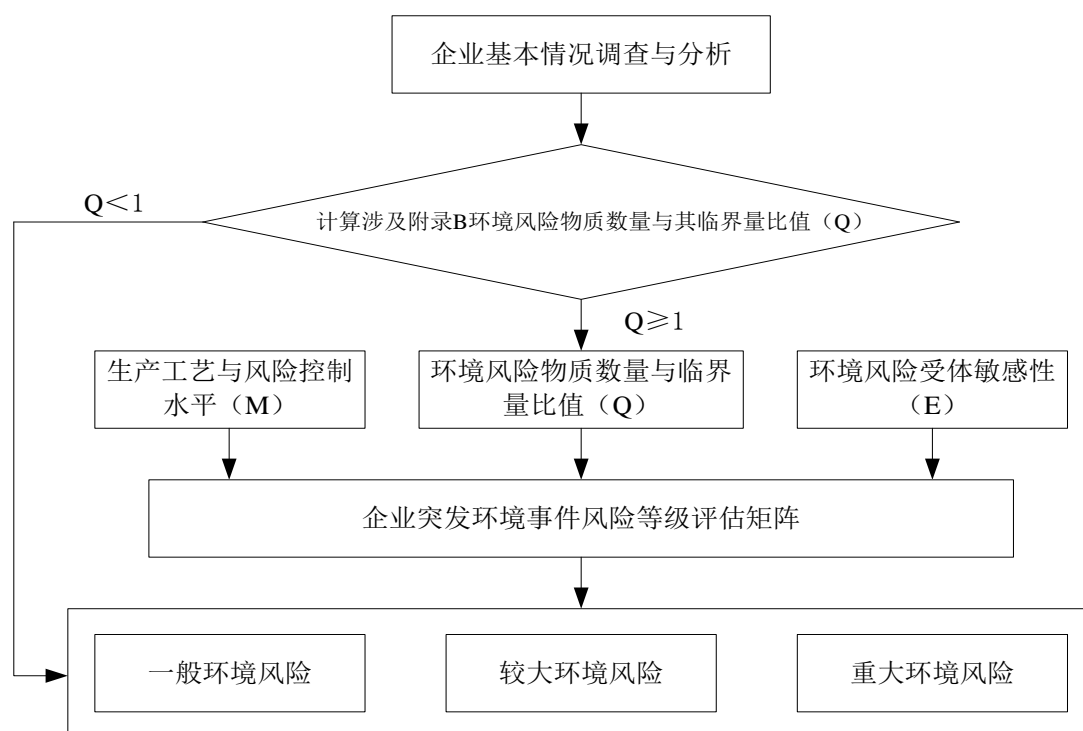 企业基本情况调查与分析
Q＜1
计算涉及附录B环境风险物质数量与其临界量比值（Q）
Q≥1
生产工艺与风险控制
水平（M）
环境风险物质数量与临界
量比值（Q）
环境风险受体敏感性
（E）
企业突发环境事件风险等级评估矩阵
一般环境风险
较大环境风险
重大环境风险